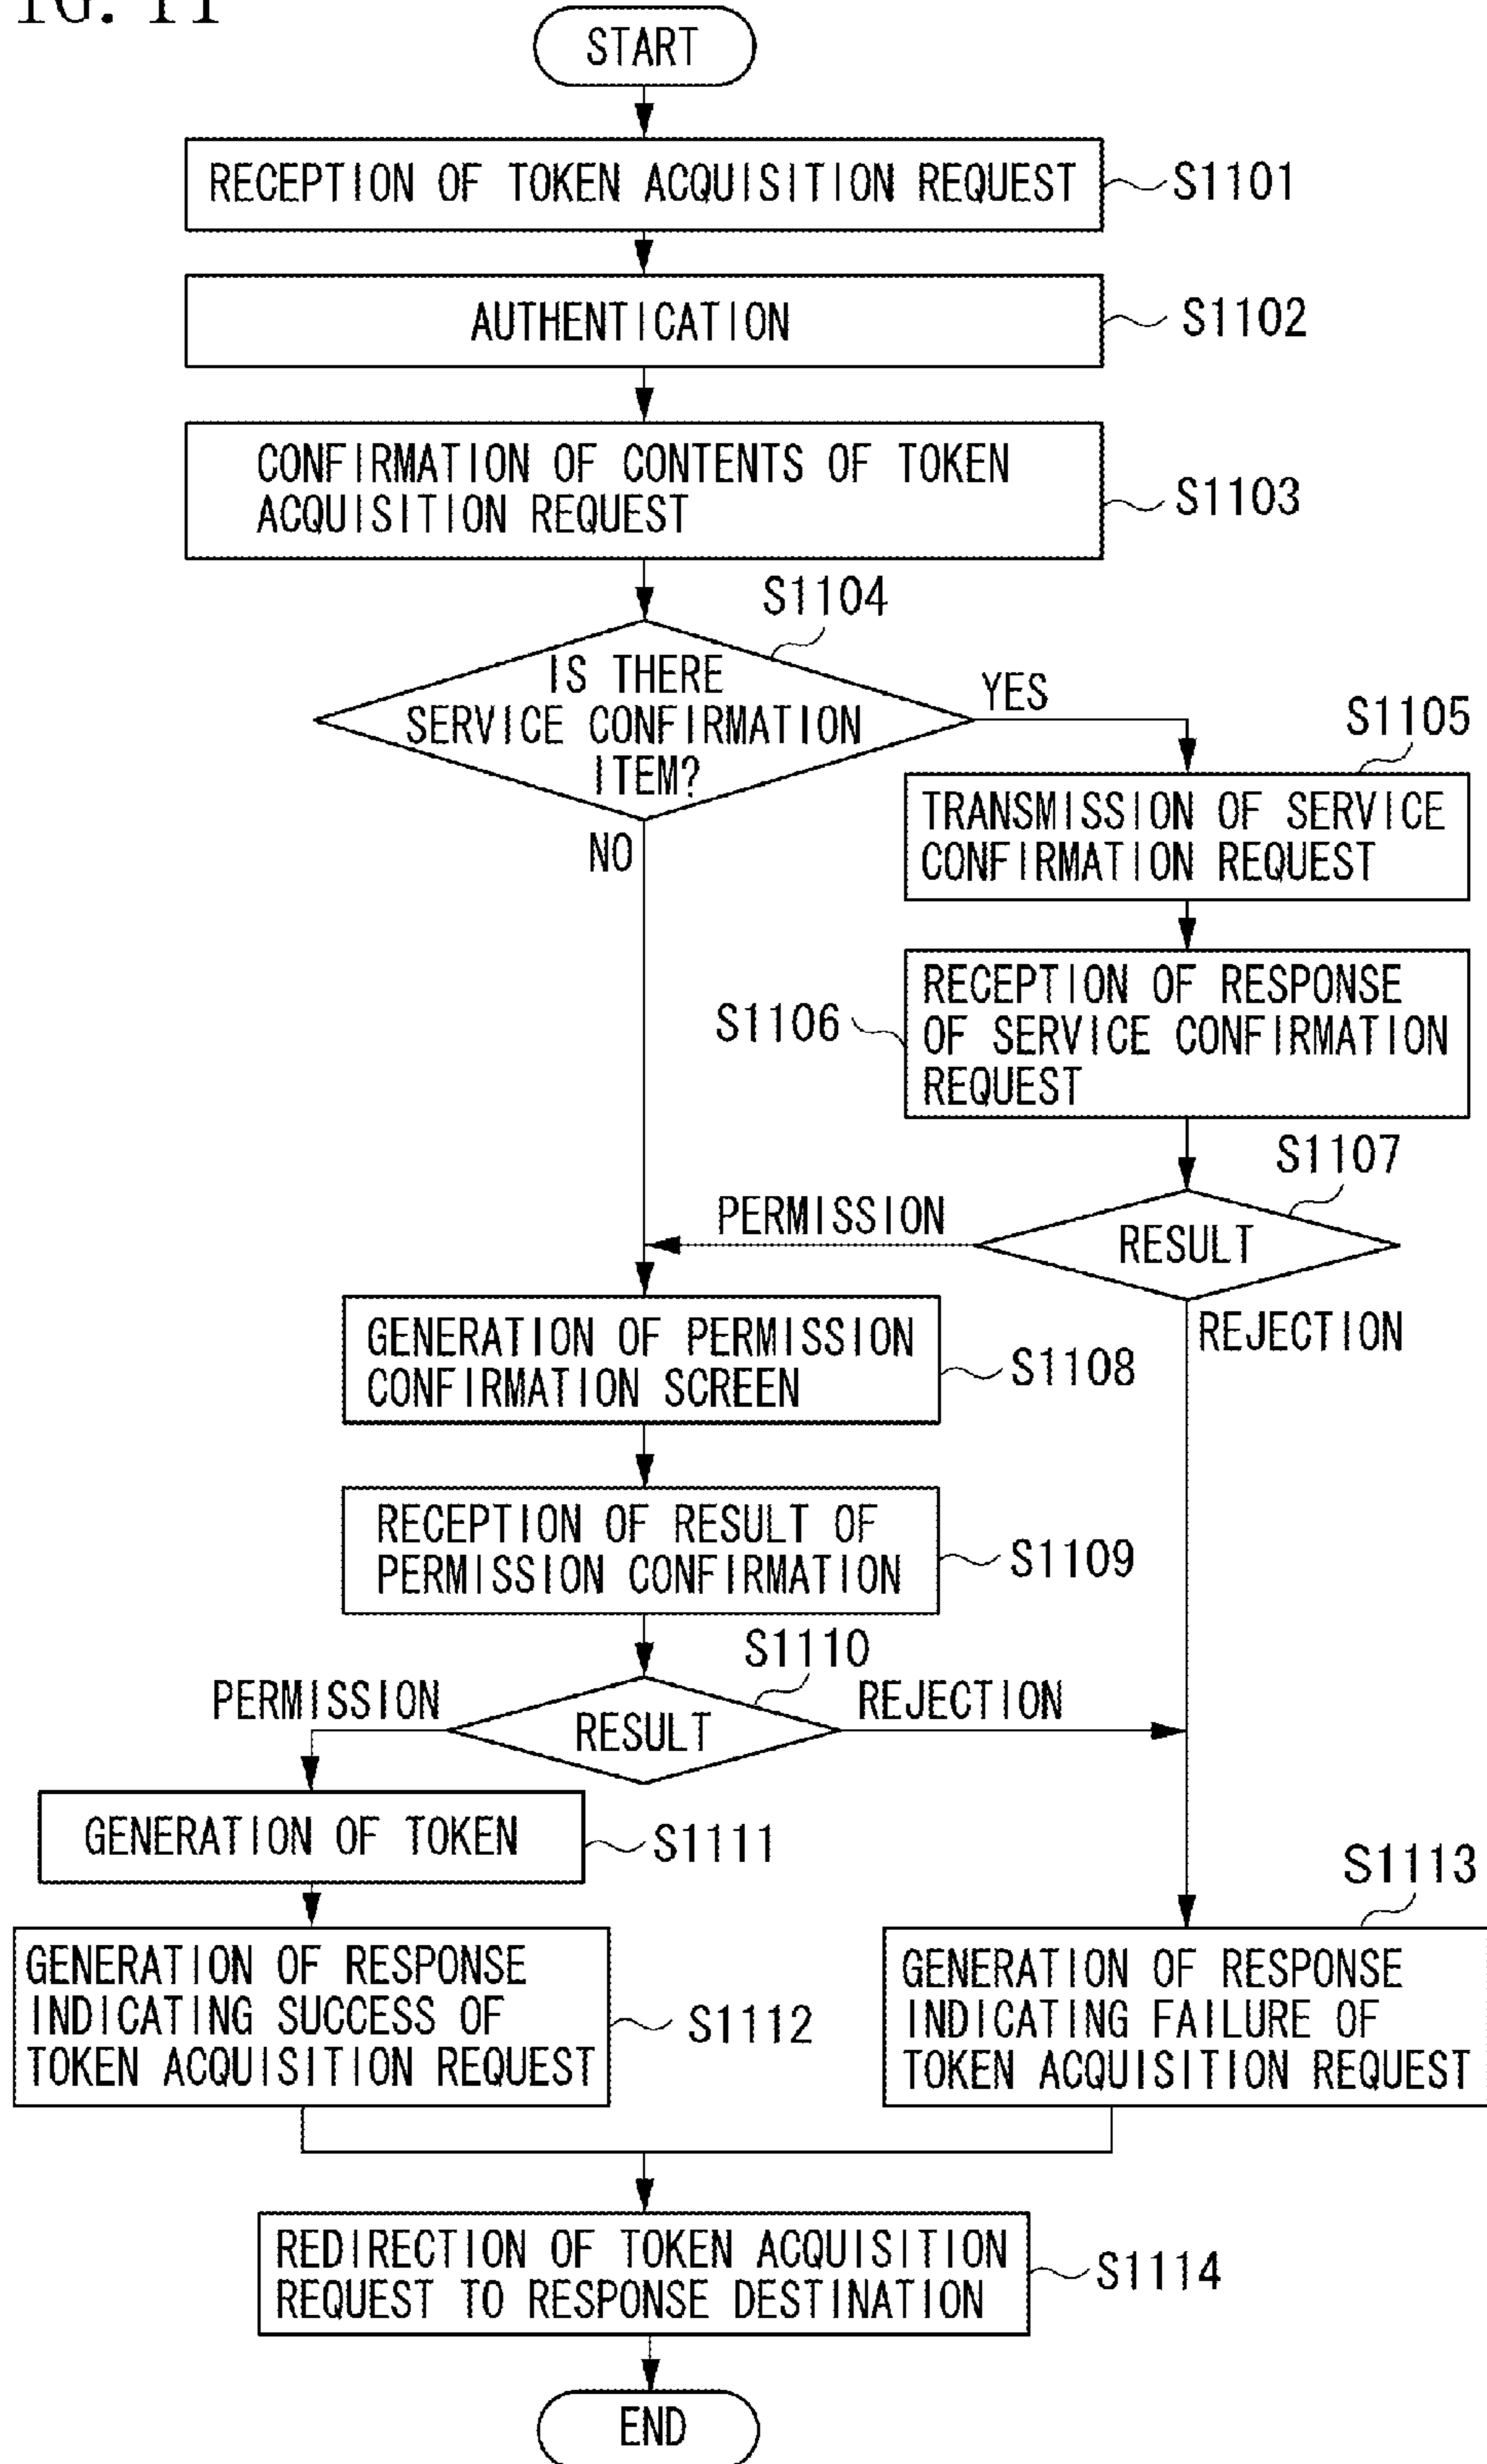 FIG. 11
START
RECEPTION OF TOKEN ACQUISITION REQUEST
S1101
AUTHENTICATION
S1102
CONFIRMATION OF CONTENTS OF TOKEN
ACQUISITION REQUEST
S1103
S1104
IS THERE
SERVICE CONFIRMATION
ITEM?
YES
NO
S1105
TRANSMISSION OF SERVICE
CONFIRMATION REQUEST
S1106
RECEPTION OF RESPONSE
OF SERVICE CONFIRMATION
REQUEST
S1107
RESULT
PERMISSION
REJECTION
GENERATION OF PERMISSION
CONFIRMATION SCREEN
S1108
RECEPTION OF RESULT OF
PERMISSION CONFIRMATION
S1109
S1110
PERMISSION
RESULT
REJECTION
GENERATION OF TOKEN
S1111
GENERATION OF RESPONSE
INDICATING SUCCESS OF
TOKEN ACQUISITION REQUEST
S1112
S1113
GENERATION OF RESPONSE
INDICATING FAILURE OF
TOKEN ACQUISITION REQUEST
REDIRECTION OF TOKEN ACQUISITION
REQUEST TO RESPONSE DESTINATION
S1114
END